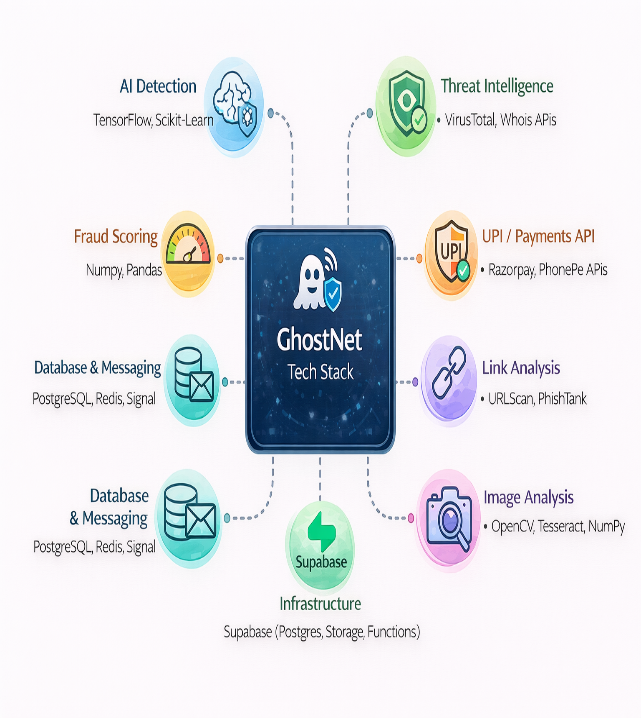 AI Detection
TensorFlow, Scikit-Learn
Threat Intelligence
• VirusTotal, Whois APIs
Fraud Scoring
Numpy, Pandas
UPI
UPI / Payments API
• Razorpay, PhonePe APIs
GhostNet
Tech Stack
Database & Messaging
PostgreSQL, Redis, Signal
Link Analysis
• URLScan, PhishTank
Database
& Messaging
PostgreSQL, Redis, Signal
Image Analysis
• OpenCV, Tesseract, NumPy
Supabase
Infrastructure
Supabase (Postgres, Storage, Functions)